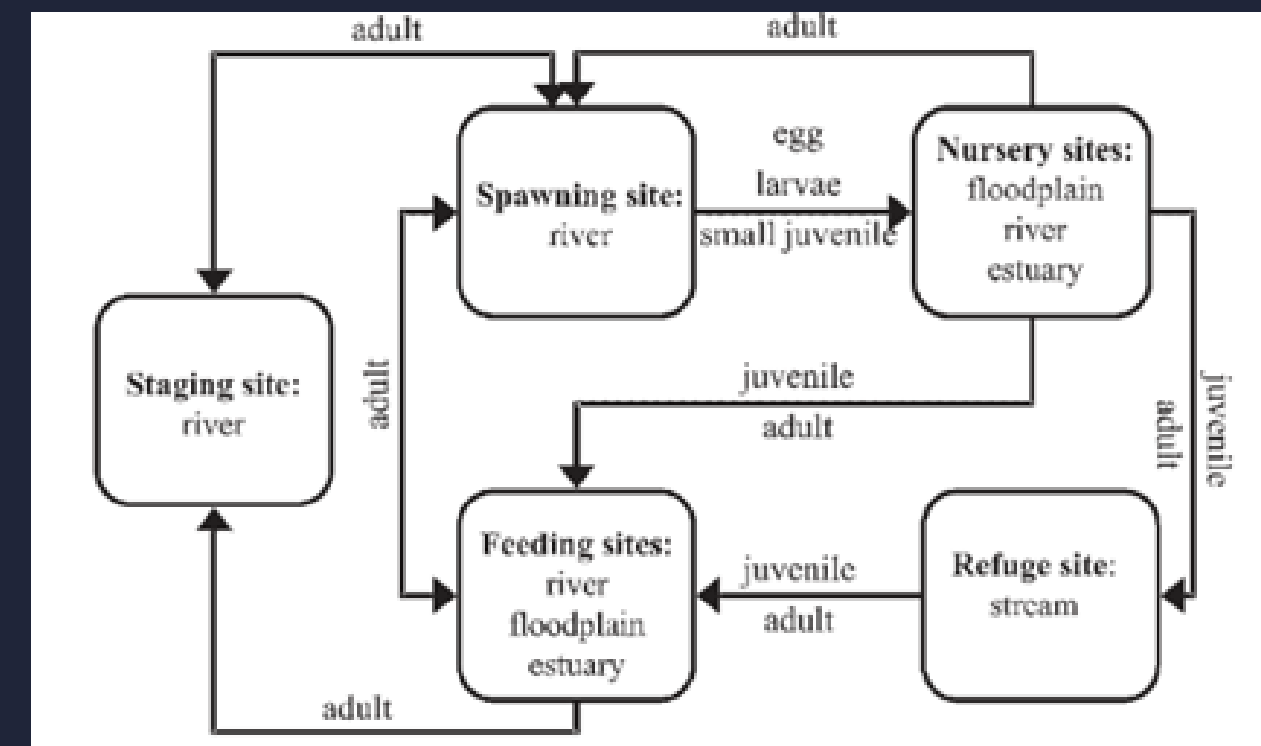 adult
adult
Spawning site:
river
egg
larvae
small juvenile
Nursery sites:
floodplain
river
estuary
Staging site:
river
adult
juvenile
adult
juvenile
adult
Feeding sites:
river
floodplain
estuary
juvenile
adult
Refuge site:
stream
adult